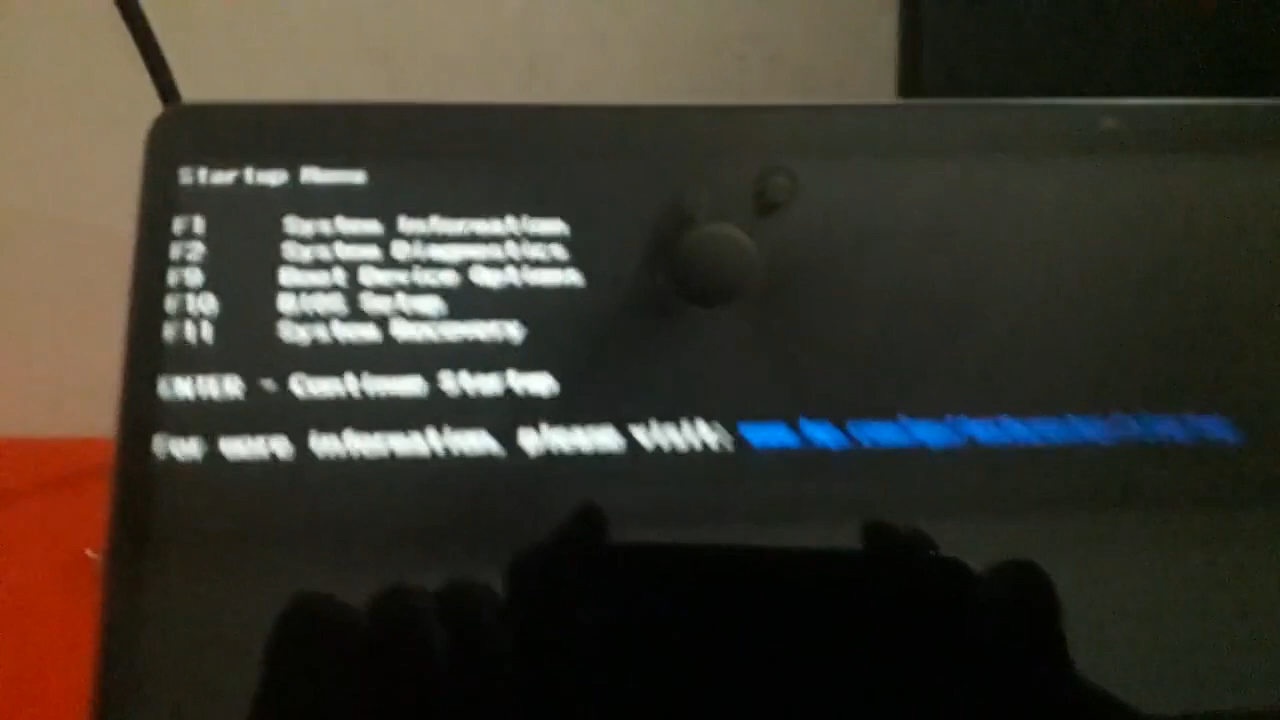 Startup Menu
F1 System Information
F2 System Diagnostics
F9 Boot Device Options
F10 BIOS Setup
F11 System Recovery
ENTER - Continue Startup
For more information, please visit: